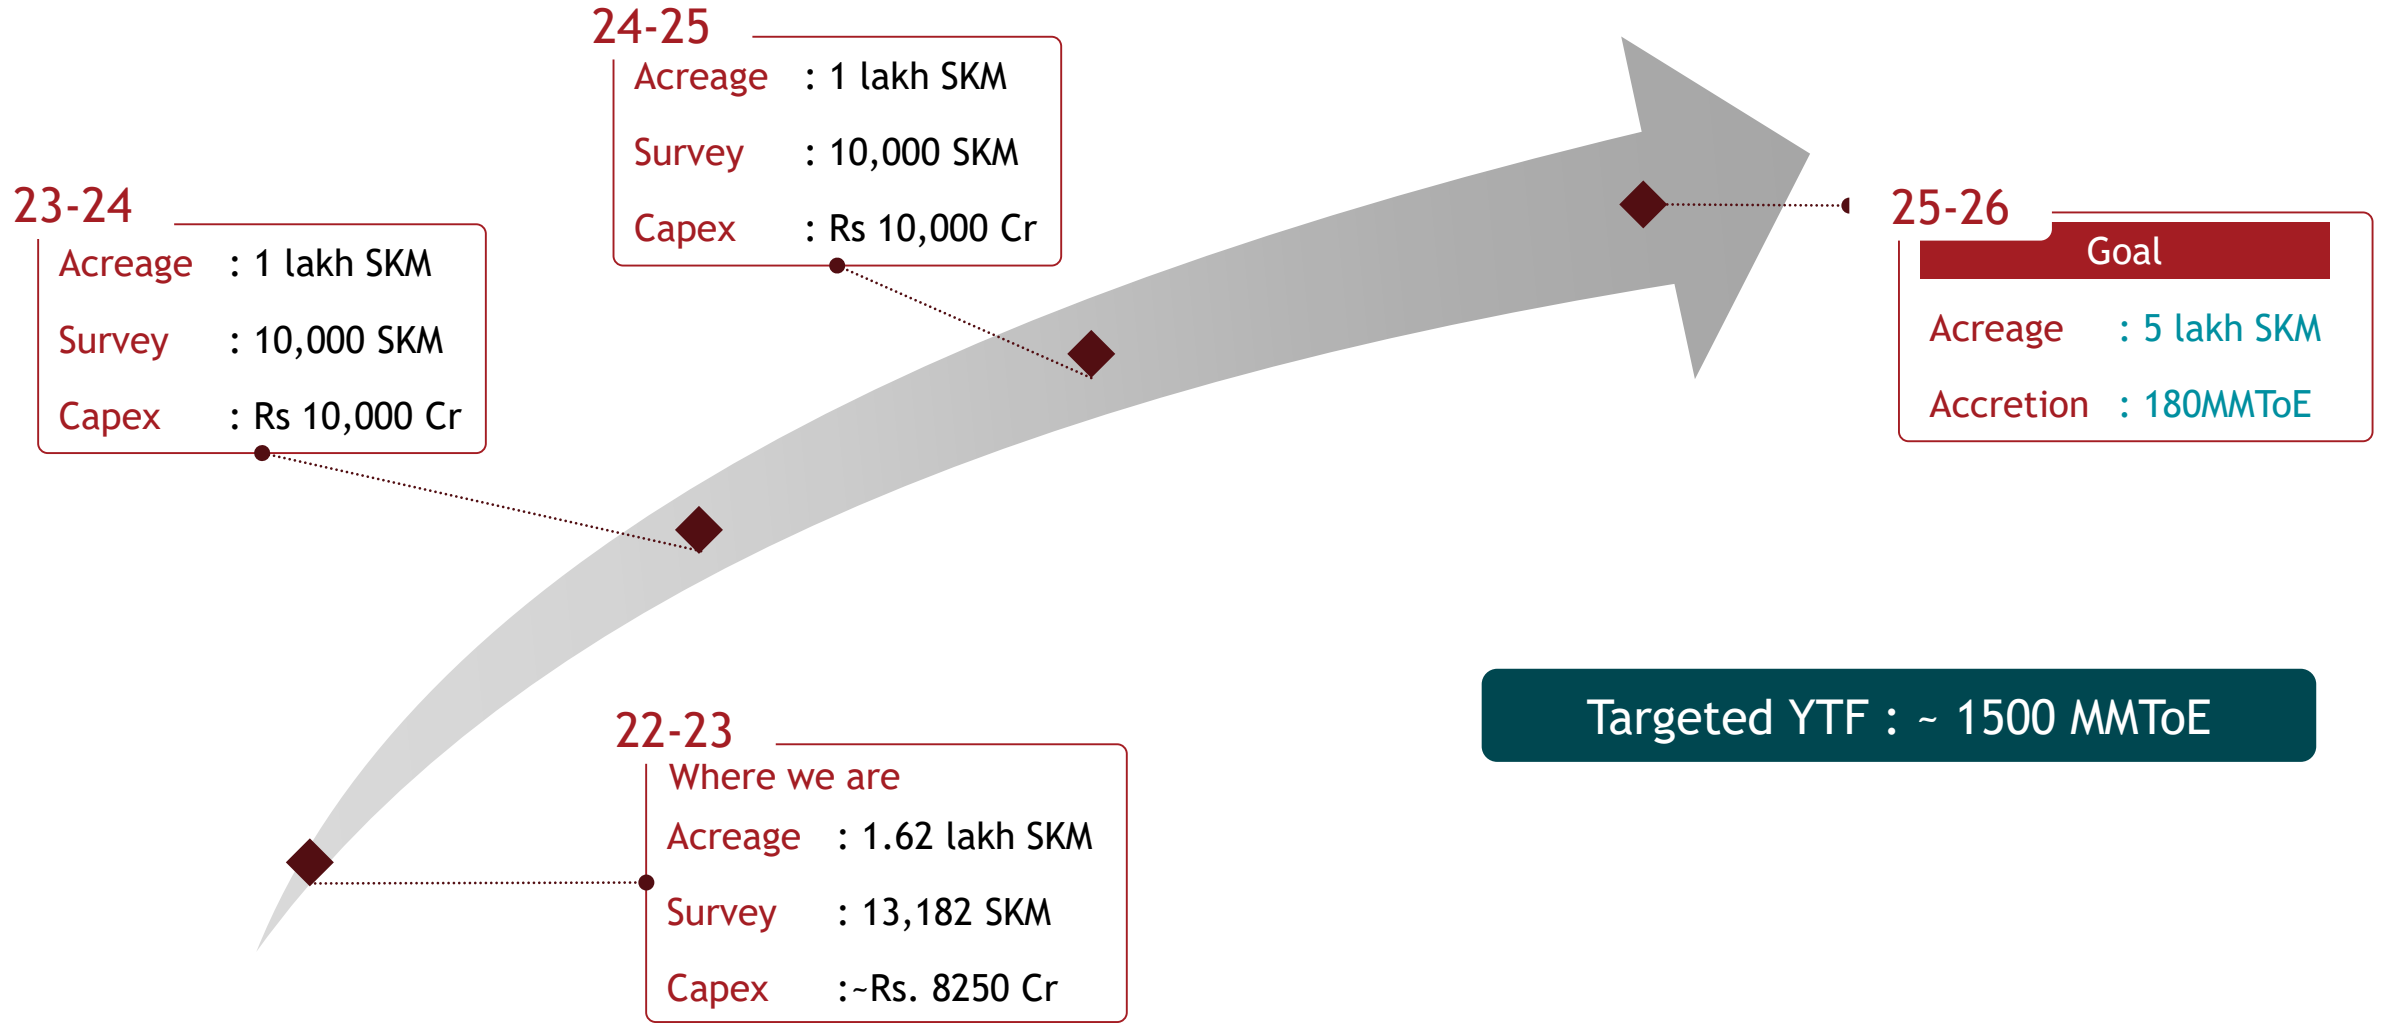 24-25
Acreage : 1 lakh SKM
Survey : 10,000 SKM
Capex : Rs 10,000 Cr
23-24
Acreage : 1 lakh SKM
Survey : 10,000 SKM
Capex : Rs 10,000 Cr
25-26
Goal
Acreage : 5 lakh SKM
Accretion : 180MMToE
Targeted YTF : ~ 1500 MMToE
22-23
Where we are
Acreage : 1.62 lakh SKM
Survey : 13,182 SKM
Capex :~Rs. 8250 Cr